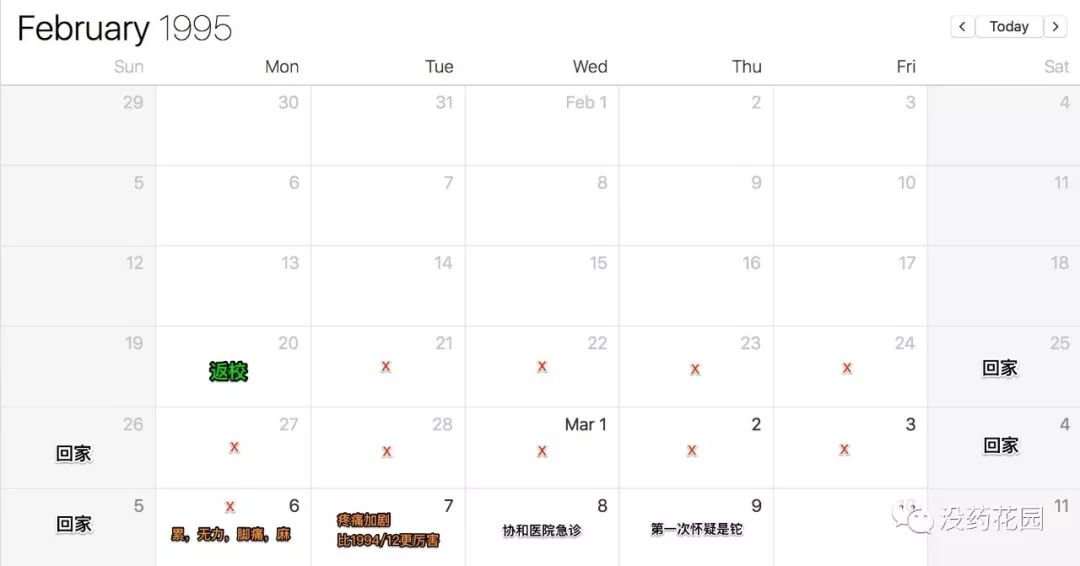 February 1995
Today
Sun Mon Tue Wed Thu Fri Sat
29 30 31 Feb 1 2 3 4
5 6 7 8 9 10 11
12 13 14 15 16 17 18
19 20 21 22 23 24 25
返校 X X X X 回家
26 27 28 Mar 1 2 3 4
回家 X X X X X 回家
5 6 7 8 9 10 11
回家 X
累，无力，脚痛，麻
疼痛加剧
比1994/12更厉害
协和医院急诊
第一次怀疑是铊
没药花园